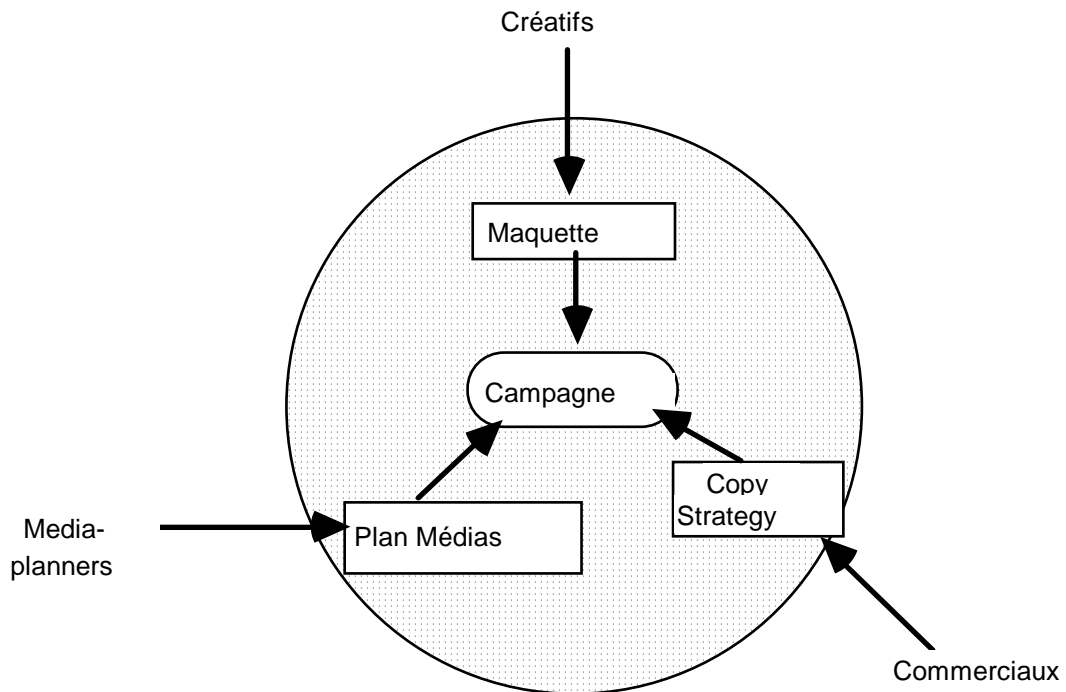 Créatifs
Maquette
Campagne
Copy
Strategy
Plan Médias
Media-
planners
Commerciaux